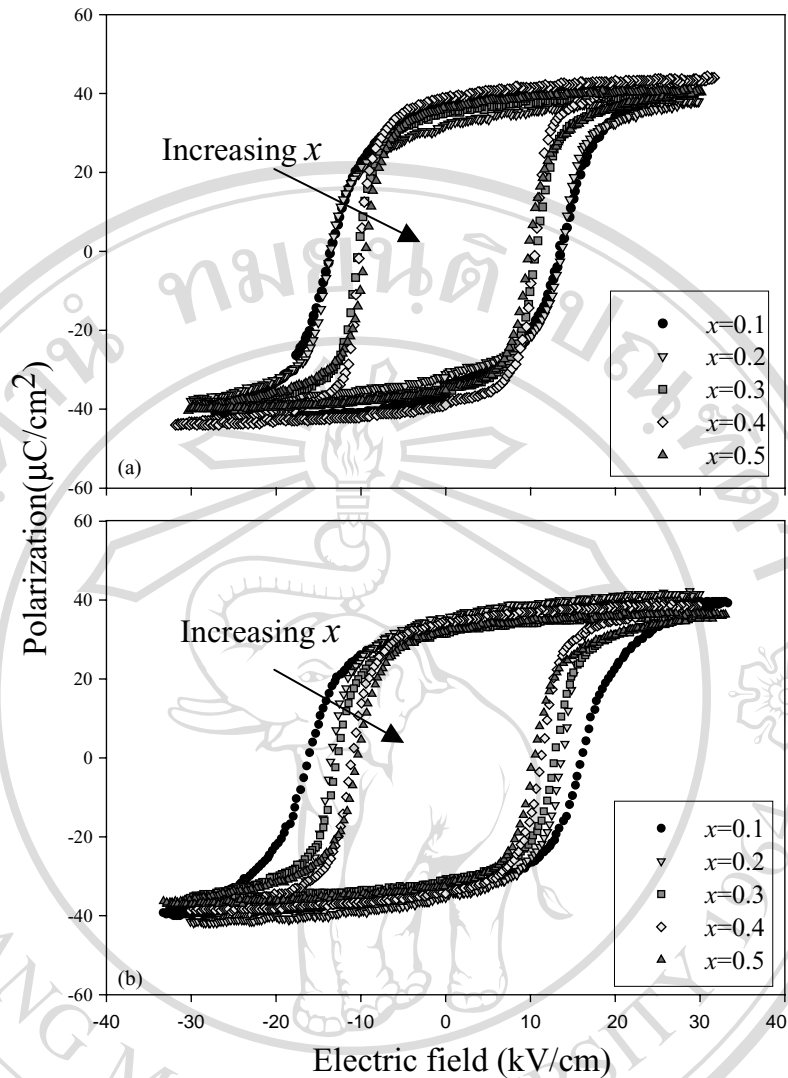 60
40
20
0
-20
-40
-60
Increasing x
x=0.1
x=0.2
x=0.3
x=0.4
x=0.5
(a)
Polarization(µC/cm²)
60
40
20
0
-20
-40
-60
Increasing x
x=0.1
x=0.2
x=0.3
x=0.4
x=0.5
(b)
-40 -30 -20 -10 0 10 20 30 40
Electric field (kV/cm)